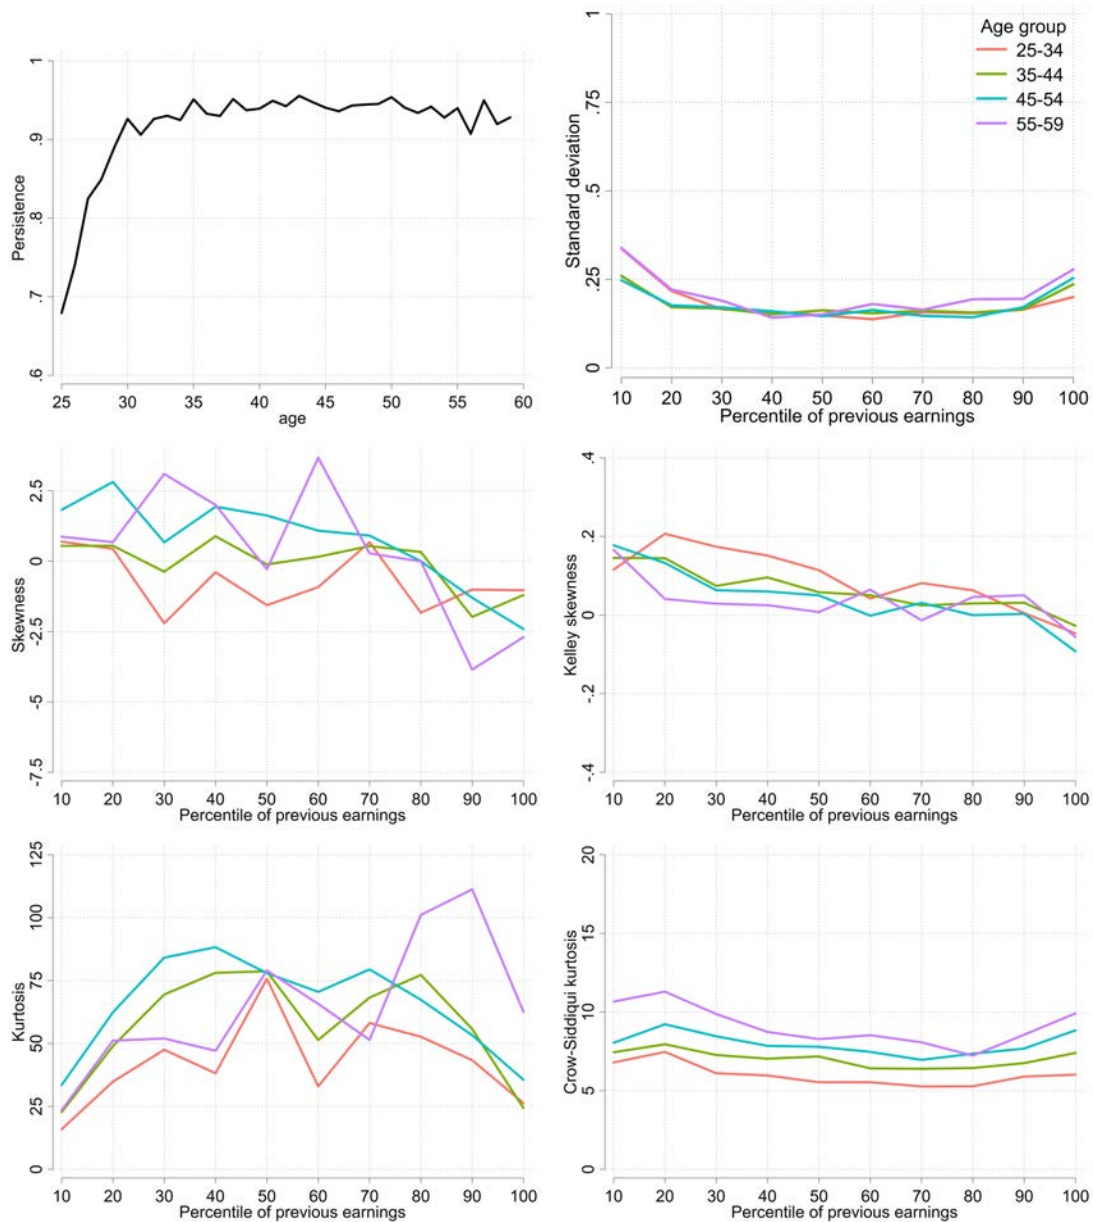 Persistence
1
.9
.8
.7
.6
25 30 35 40 45 50 55 60
age
Standard deviation
1
.75
.5
.25
0
10 20 30 40 50 60 70 80 90 100
Percentile of previous earnings
Age group
25-34
35-44
45-54
55-59
Skewness
2.5
0
-2.5
-5
-7.5
10 20 30 40 50 60 70 80 90 100
Percentile of previous earnings
Kelley skewness
.4
.2
0
-.2
-.4
10 20 30 40 50 60 70 80 90 100
Percentile of previous earnings
Kurtosis
125
100
75
50
25
0
10 20 30 40 50 60 70 80 90 100
Percentile of previous earnings
Crow-Siddiqui kurtosis
20
15
10
5
0
10 20 30 40 50 60 70 80 90 100
Percentile of previous earnings